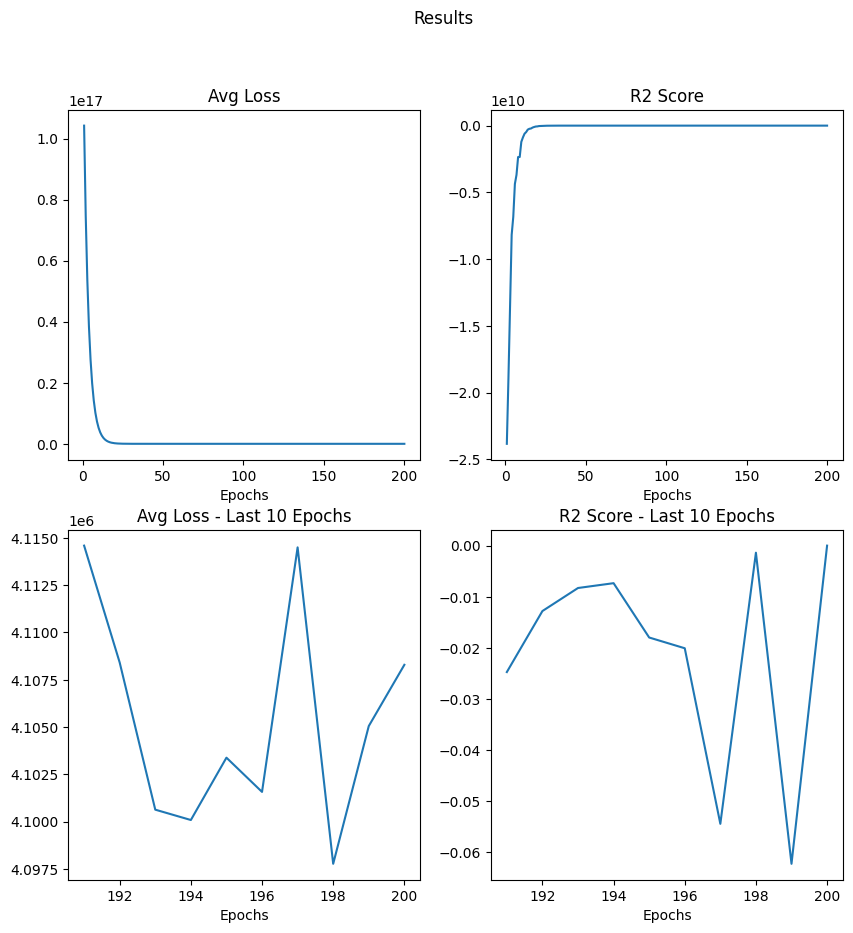 Results
Avg Loss
1e17
1.0
0.8
0.6
0.4
0.2
0.0
0 50 100 150 200
Epochs
R2 Score
1e10
0.0
−0.5
−1.0
−1.5
−2.0
−2.5
0 50 100 150 200
Epochs
Avg Loss - Last 10 Epochs
1e6
4.1150
4.1125
4.1100
4.1075
4.1050
4.1025
4.1000
4.0975
192 194 196 198 200
Epochs
R2 Score - Last 10 Epochs
0.00
−0.01
−0.02
−0.03
−0.04
−0.05
−0.06
192 194 196 198 200
Epochs